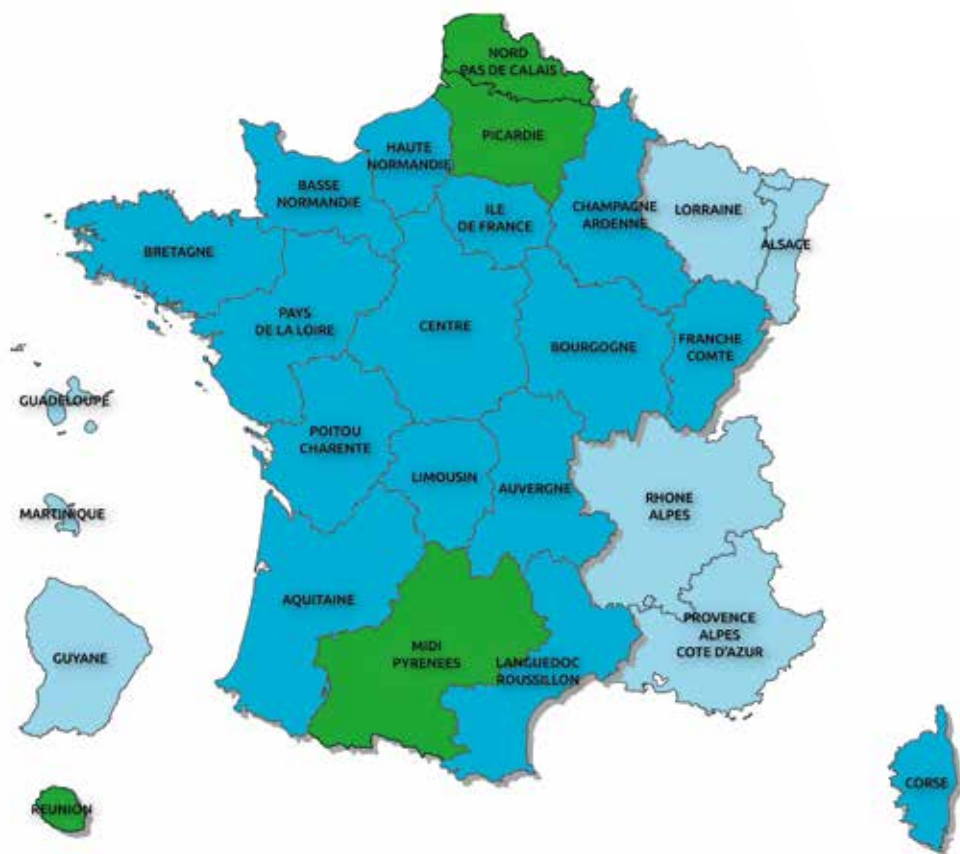 NORD
PAS DE CALAIS
PICARDIE
HAUTE
NORMANDIE
BASSE
NORMANDIE
ILE
DE FRANCE
CHAMPAGNE
ARDENNE
LORRAINE
ALSACE
BRETAGNE
PAYS
DE LA LOIRE
CENTRE
BOURGOGNE
FRANCHE
COMTE
GUADELOUPE
POITOU
CHARENTE
LIMOUSIN
AUVERGNE
RHONE
ALPES
MARTINIQUE
AQUITAINE
MIDI
PYRENEES
LANGUEDOC
ROUSSILLON
PROVENCE
ALPES
COTE D'AZUR
GUYANE
CORSE
REUNION